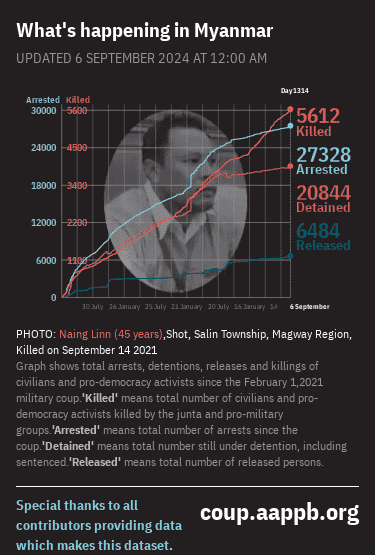 What's happening in Myanmar
UPDATED 6 SEPTEMBER 2024 AT 12:00 AM
Day1314
Arrested Killed
30000 5600
24000 4500
18000 3400
12000 2200
6000 1100
0
5612
Killed
27328
Arrested
20844
Detained
6484
Released
30 July 26 January 25 July 21 January 20 July 16 January 14 6 September
PHOTO: Naing Linn (45 years),Shot, Salin Township, Magway Region,
Killed on September 14 2021
Graph shows total arrests, detentions, releases and killings of
civilians and pro-democracy activists since the February 1,2021
military coup.'Killed' means total number of civilians and pro-
democracy activists killed by the junta and pro-military
groups.'Arrested' means total number of arrests since the
coup.'Detained' means total number still under detention, including
sentenced.'Released' means total number of released persons.
Special thanks to all
contributors providing data
which makes this dataset.
coup.aappb.org